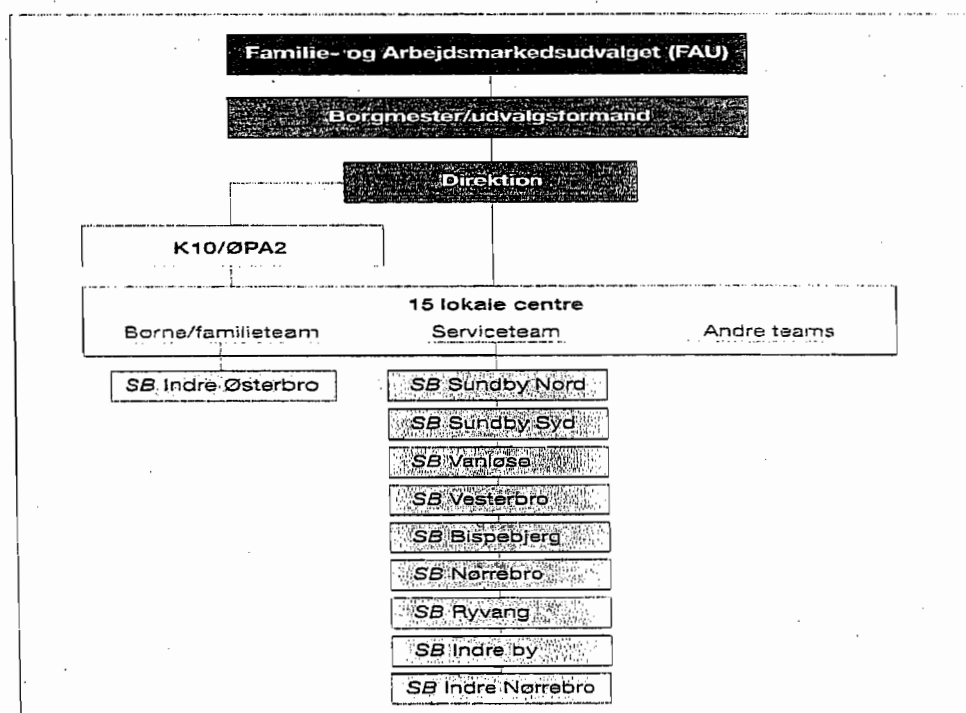 Familie- og Arbejdsmarkedsudvalget (FAU)
Borgmester/udvalgsformand
Direktion
K10/ØPA2
15 lokale centre
Borne/familieteam Serviceteam Andre teams
SB Indre Østerbro
SB Sundby Nord
SB Sundby Syd
SB Vanløse
SB Vesterbro
SB Bispebjerg
SB Nørrebro
SB Ryvang
SB Indre by
SB Indre Nørrebro